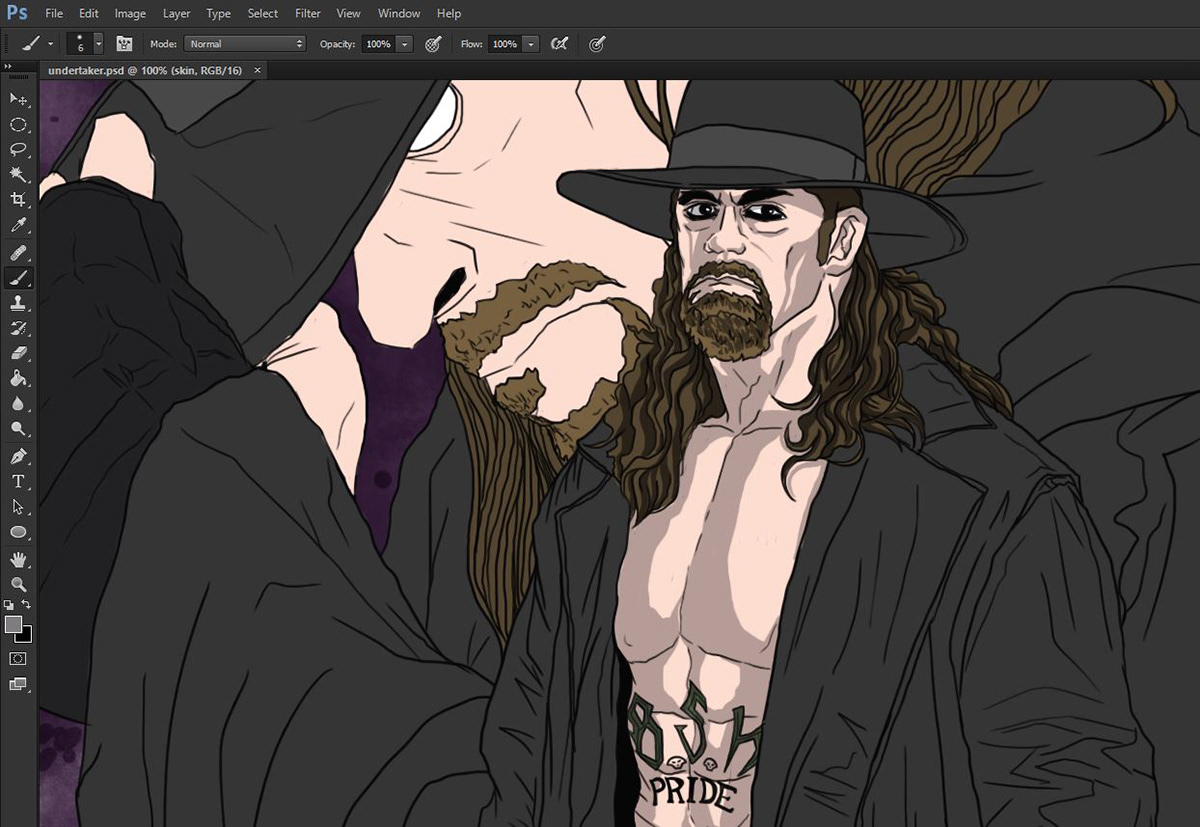 Ps File Edit Image Layer Type Select Filter View Window Help
6 Mode: Normal Opacity: 100% Flow: 100%
undertaker.psd @ 100% (skin, RGB/16) ×
T
BSK
PRIDE